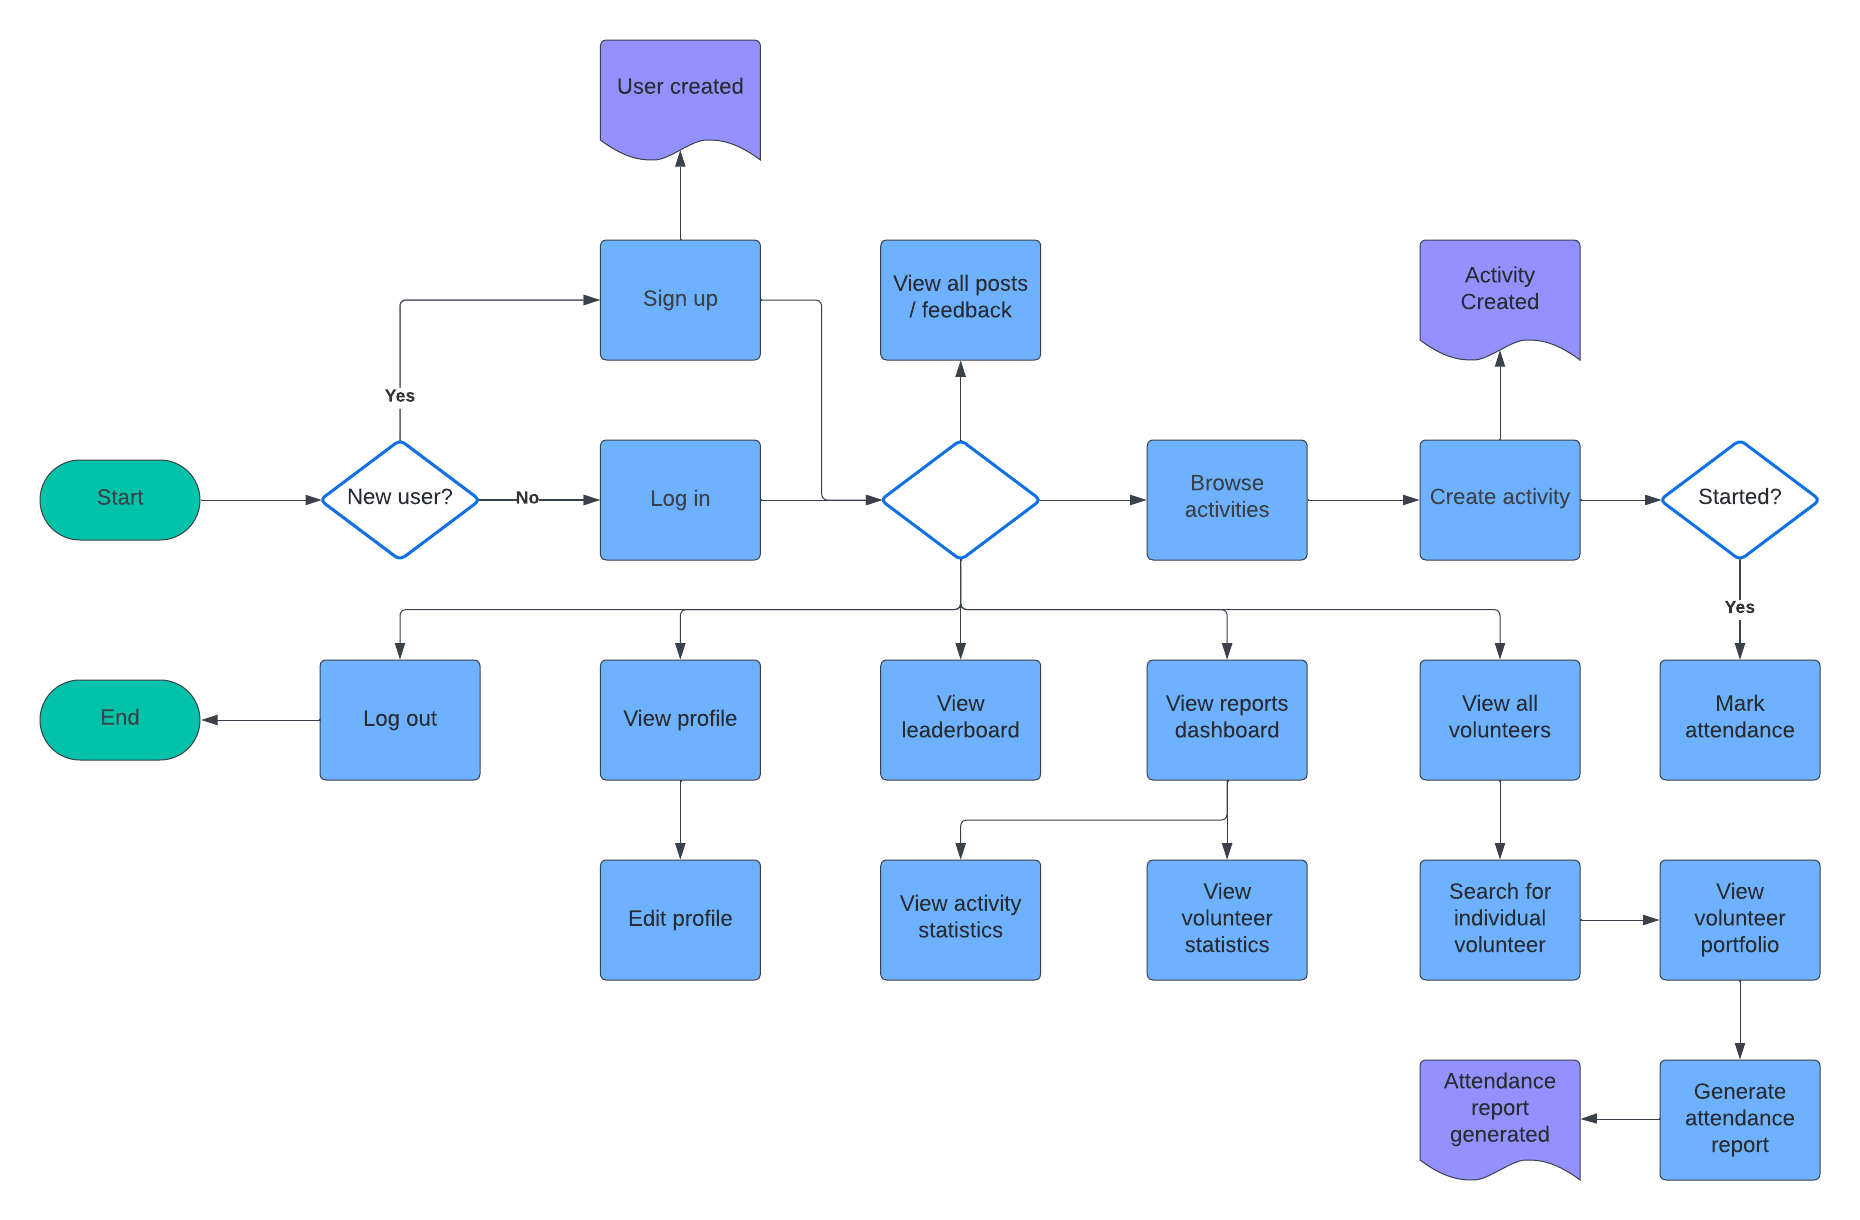 User created
Sign up
View all posts
/ feedback
Activity
Created
Yes
Start
New user?
No
Log in
Browse
activities
Create activity
Started?
Yes
End
Log out
View profile
View
leaderboard
View reports
dashboard
View all
volunteers
Mark
attendance
Edit profile
View activity
statistics
View
volunteer
statistics
Search for
individual
volunteer
View
volunteer
portfolio
Attendance
report
generated
Generate
attendance
report